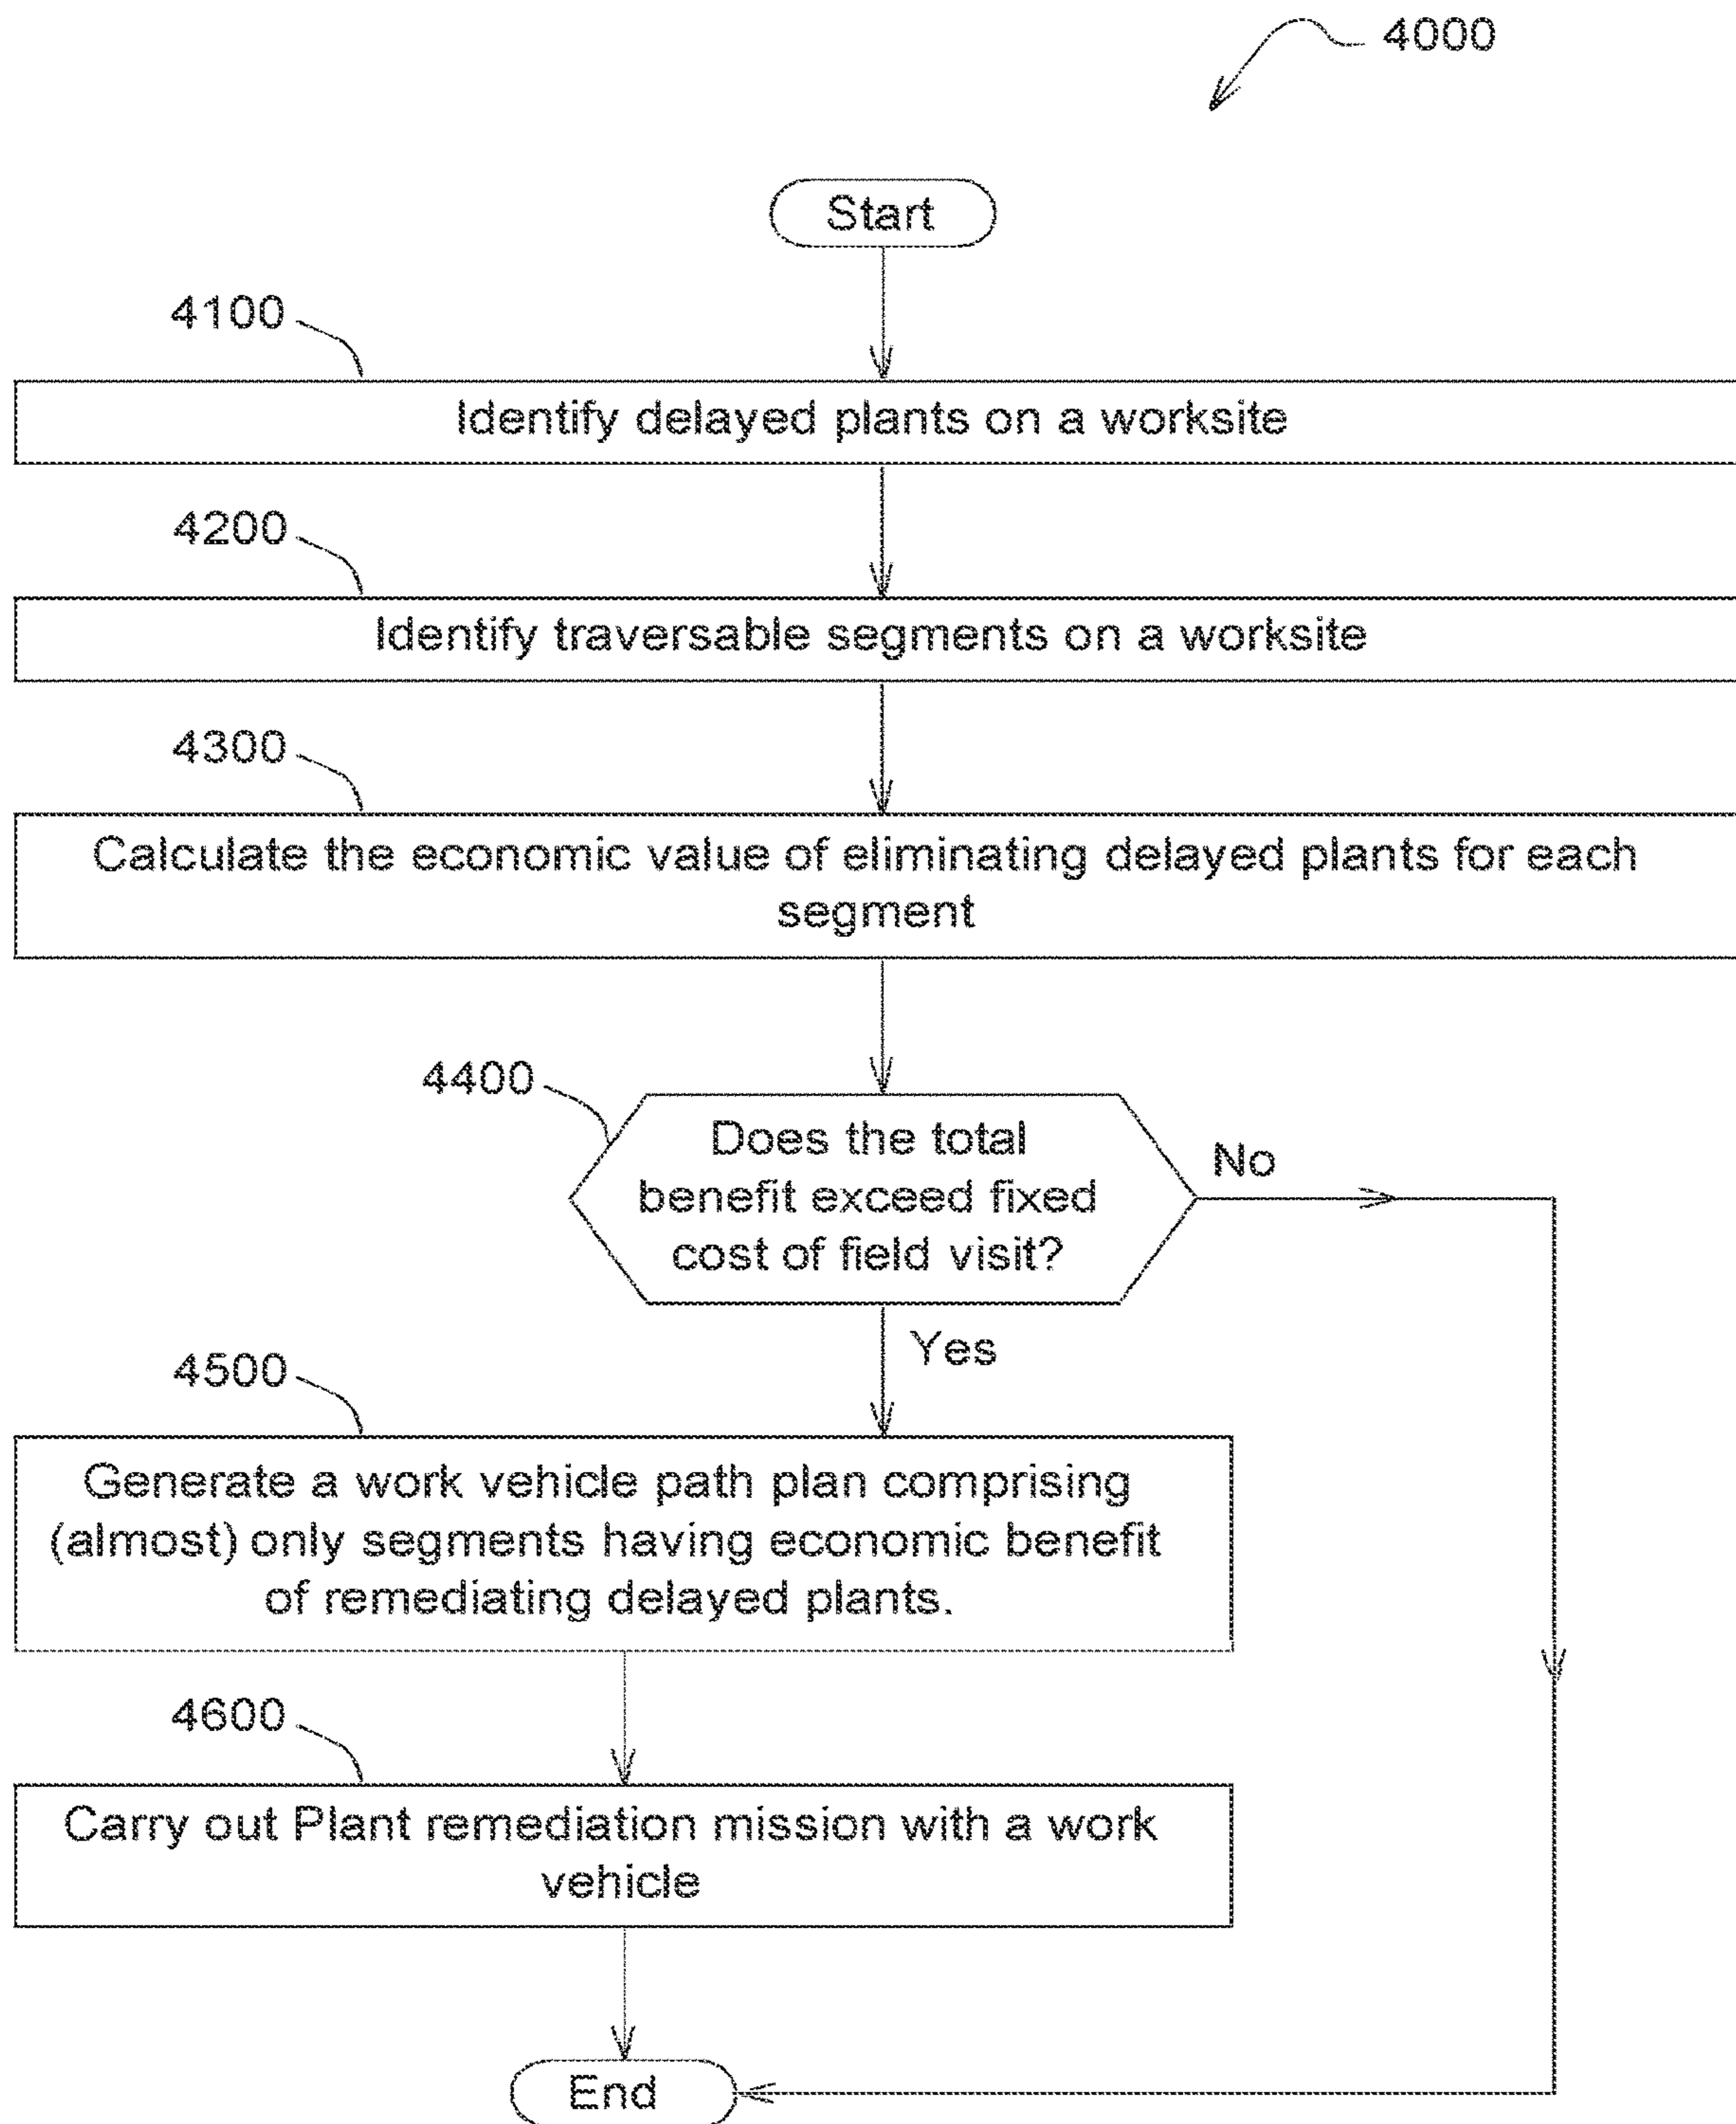 4000
Start
4100
Identify delayed plants on a worksite
4200
Identify traversable segments on a worksite
4300
Calculate the economic value of eliminating delayed plants for each
segment
4400
Does the total
benefit exceed fixed
cost of field visit?
No
Yes
4500
Generate a work vehicle path plan comprising
(almost) only segments having economic benefit
of remediating delayed plants.
4600
Carry out Plant remediation mission with a work
vehicle
End